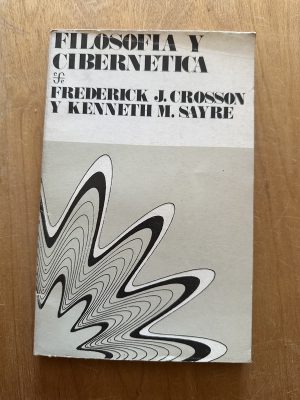 FILOSOFIA Y
CIBERNETICA
FREDERICK J. CROSSON
Y KENNETH M. SAYRE